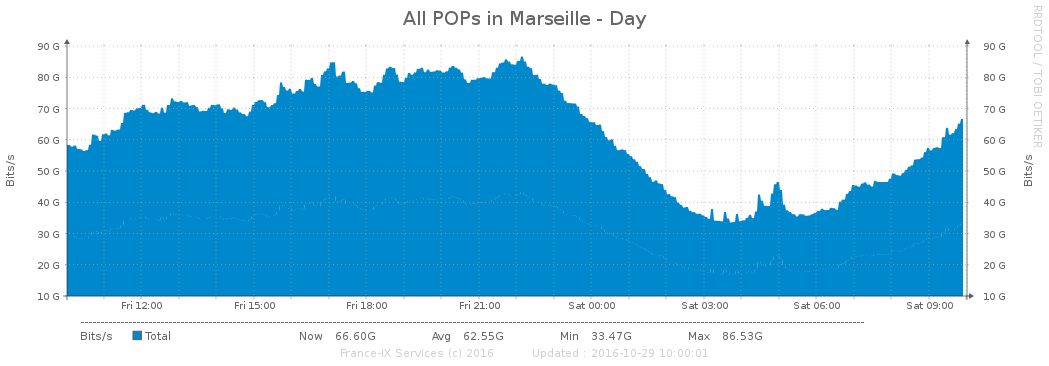 All POPs in Marseille - Day
RRDTOOL / TOBI OETIKER
Bits/s
90 G 90 G
80 G 80 G
70 G 70 G
60 G 60 G
50 G 50 G
40 G 40 G
30 G 30 G
20 G 20 G
10 G 10 G
Bits/s
Fri 12:00 Fri 15:00 Fri 18:00 Fri 21:00 Sat 00:00 Sat 03:00 Sat 06:00 Sat 09:00
Bits/s Total Now 66.60G Avg 62.55G Min 33.47G Max 86.53G
France-IX Services (c) 2016 Updated : 2016-10-29 10:00:01